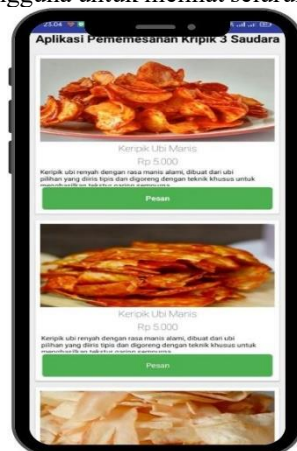 23.04
Aplikasi Pememesanan Kripik 3 Saudara
Keripik Ubi Manis
Rp 5.000
Keripik ubi renyah dengan rasa manis alami, dibuat dari ubi
pilihan yang diiris tipis dan digoreng dengan teknik khusus untuk
Pesan
Keripik Ubi Manis
Rp 5.000
Keripik ubi renyah dengan rasa manis alami, dibuat dari ubi
pilihan yang diiris tipis dan digoreng dengan teknik khusus untuk
Pesan